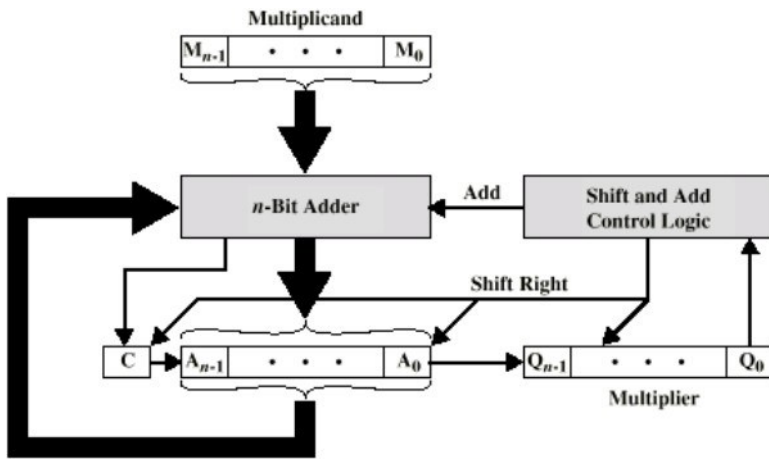 Multiplicand
Mn-1 · · · M0
n-Bit Adder
Add
Shift and Add
Control Logic
Shift Right
C
An-1 · · · A0
Qn-1 · · · Q0
Multiplier